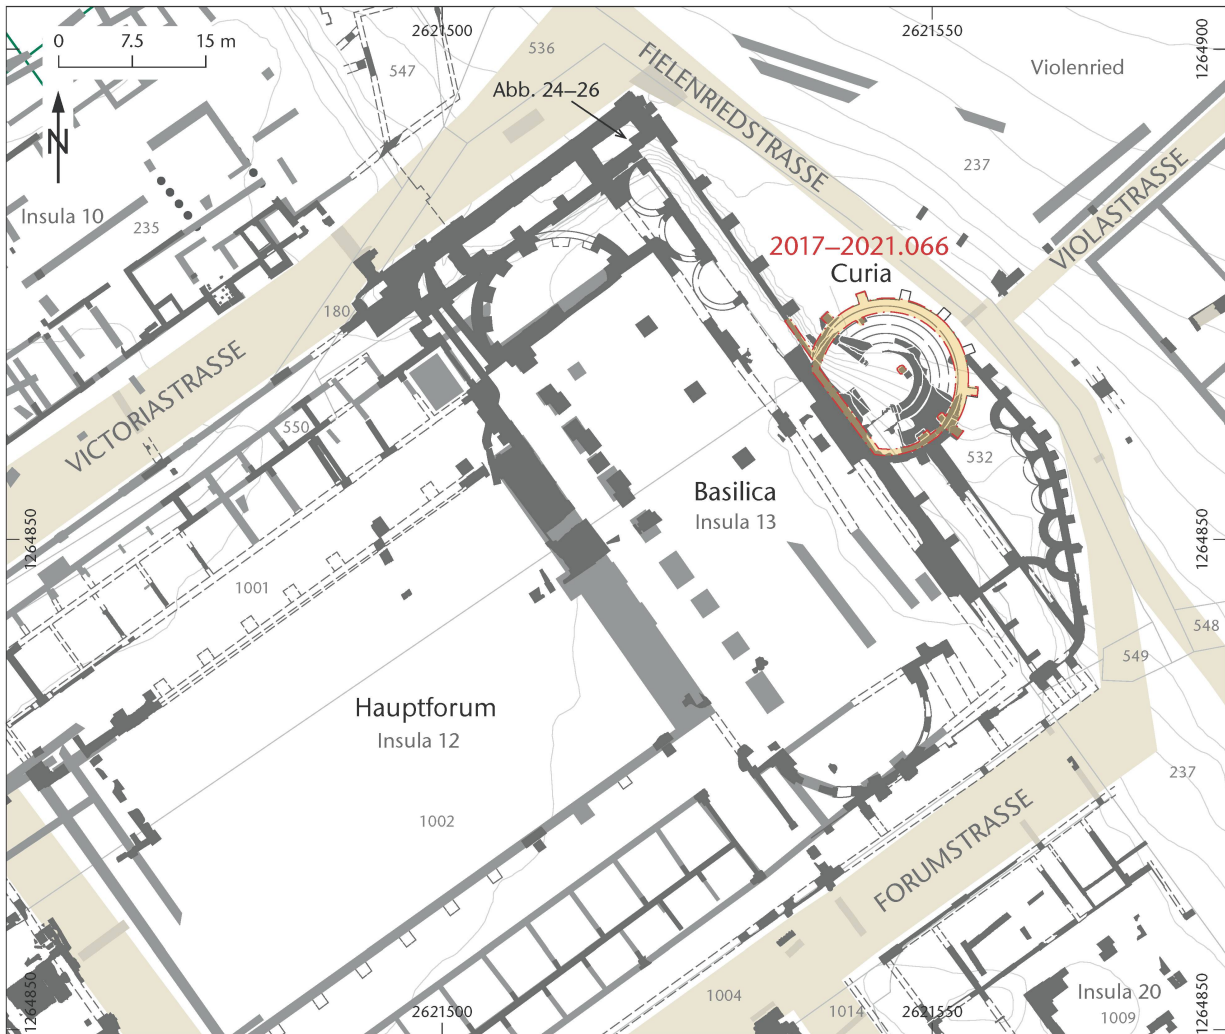 2621500
2621550
0 7.5 15 m
1264900
536
FIELENRIEDSTRASSE
547
Violenried
Abb. 24–26
N
237
VIOLASTRASSE
Insula 10
235
2017–2021.066
Curia
180
VICTORIASTRASSE
550
532
Basilica
Insula 13
1264850
1264850
1001
548
549
Hauptforum
Insula 12
237
1002
FORUMSTRASSE
1004
1014
Insula 20
1009
1264850
1264850
2621500
2621550